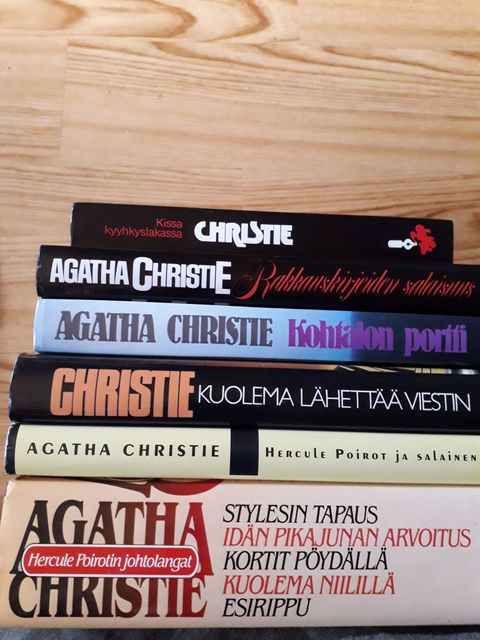 Kissa
kyyhkyslakassa
CHRISTIE
AGATHA CHRISTIE Rakkauskirjeiden salaisuus
AGATHA CHRISTIE Kohtalon portti
CHRISTIE KUOLEMA LÄHETTÄÄ VIESTIN
AGATHA CHRISTIE HERCULE POIROT JA SALAINEN
AGATHA
Hercule Poirotin johtolangat
CHRISTIE
STYLESIN TAPAUS
IDÄN PIKAJUNAN ARVOITUS
KORTIT PÖYDÄLLÄ
KUOLEMA NIILILLÄ
ESIRIPPU